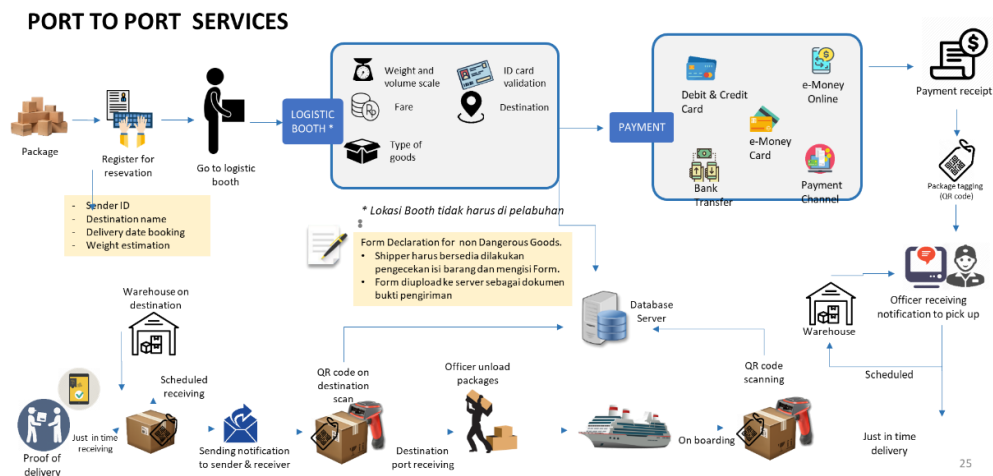 PORT TO PORT SERVICES
Package
Register for
resevation
Go to logistic
booth
- Sender ID
- Destination name
- Delivery date booking
- Weight estimation
LOGISTIC
BOOTH *
Weight and
volume scale
ID card
validation
Rp
Fare
Destination
Type of
goods
* Lokasi Booth tidak harus di pelabuhan
:
Form Declaration for non Dangerous Goods.
• Shipper harus bersedia dilakukan
pengecekan isi barang dan mengisi Form.
• Form diupload ke server sebagai dokumen
bukti pengiriman
PAYMENT
Debit & Credit
Card
e-Money
Online
e-Money
Card
Bank
Transfer
Payment
Channel
Payment receipt
Package tagging
(QR code)
Officer receiving
notification to pick up
Warehouse
Scheduled
Just in time
delivery
Database
Server
QR code
scanning
On boarding
Officer unload
packages
Destination
port receiving
QR code on
destination
scan
Sending notification
to sender & receiver
Warehouse on
destination
Scheduled
receiving
Just in time
receiving
Proof of
delivery
25